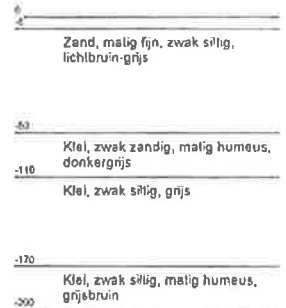 Zand, matig fijn, zwak siltig,
lichtbruin-grijs
Klei, zwak zandig, matig humeus,
donkergrijs
-110
Klei, zwak siltig, grijs
-170
Klei, zwak siltig, matig humeus,
grijsbruin
-200